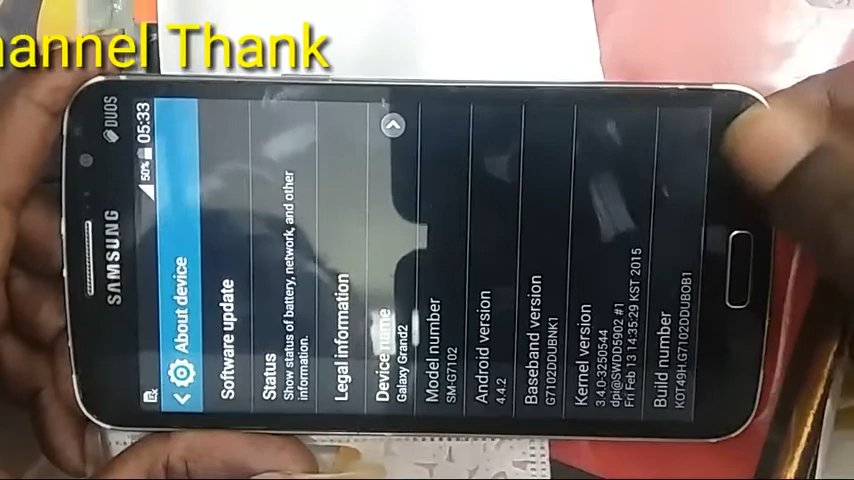 hannel Thank
DUOS
SAMSUNG
50% 05:33
About device
Software update
Status
Show status of battery, network, and other
information.
Legal information
Device name
Galaxy Grand2
Model number
SM-G7102
Android version
4.4.2
Baseband version
G7102DDUBNK1
Kernel version
3.4.0-3250544
dpi@SWDD5902 #1
Fri Feb 13 14:35:29 KST 2015
Build number
KOT49H.G7102DDUBOB1